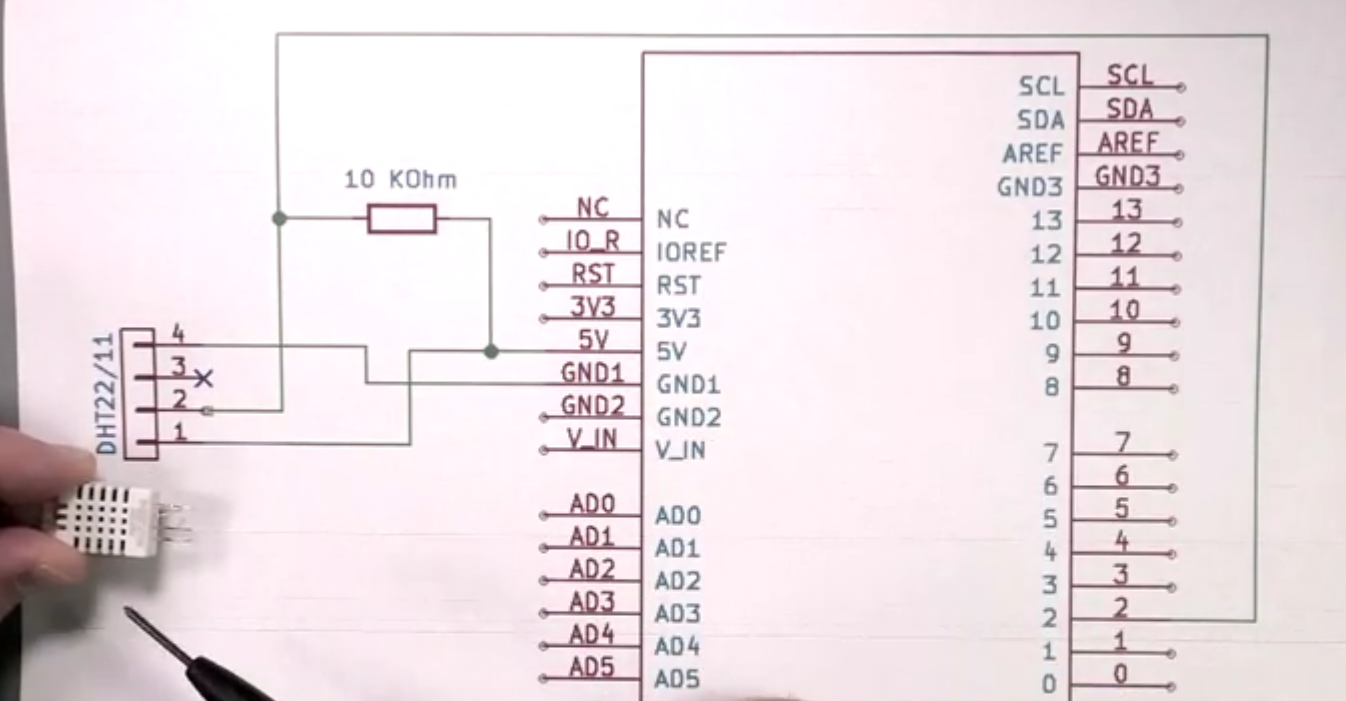 10 KOhm
DHT22/11
4
3
2
1
NC
IO_R
RST
3V3
5V
GND1
GND2
V_IN
AD0
AD1
AD2
AD3
AD4
AD5
NC
IOREF
RST
3V3
5V
GND1
GND2
V_IN
AD0
AD1
AD2
AD3
AD4
AD5
SCL
SDA
AREF
GND3
13
12
11
10
9
8
7
6
5
4
3
2
1
0
SCL
SDA
AREF
GND3
13
12
11
10
9
8
7
6
5
4
3
2
1
0